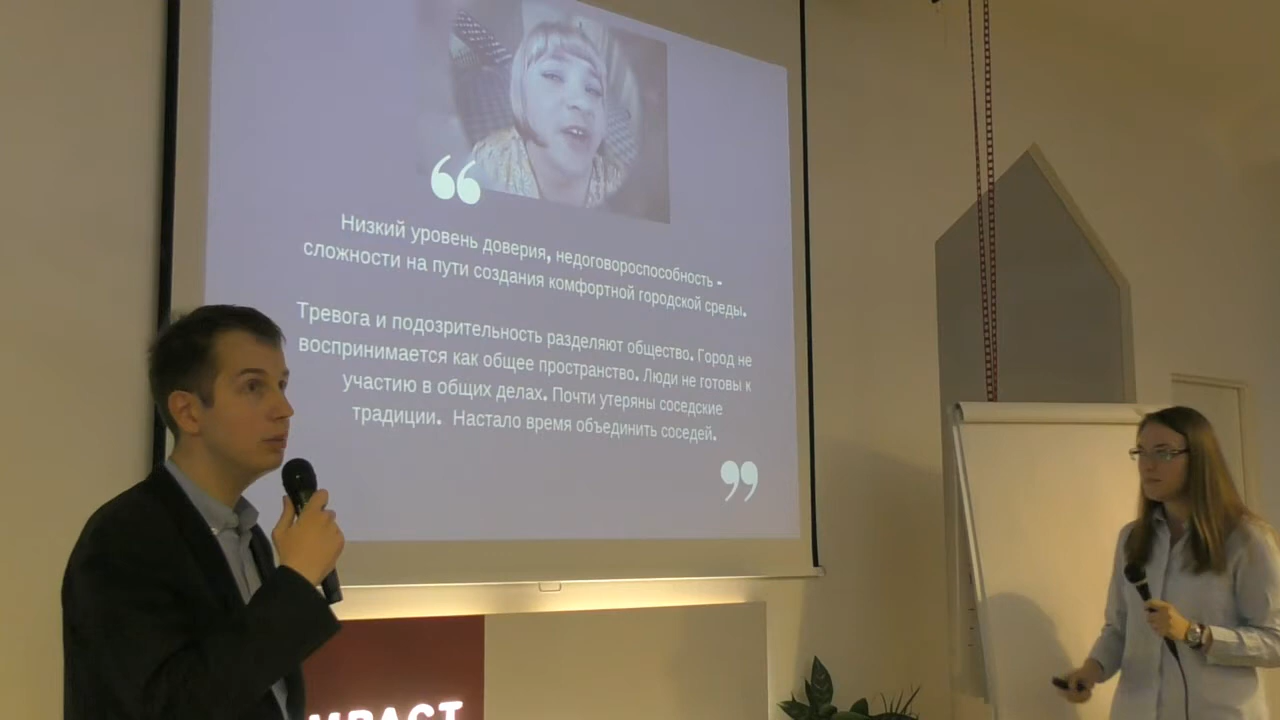 “
Низкий уровень доверия, недоговороспособность -
сложности на пути создания комфортной городской среды.
Тревога и подозрительность разделяют общество. Город не
воспринимается как общее пространство. Люди не готовы к
участию в общих делах. Почти утеряны соседские
традиции. Настало время объединить соседей.
”
MPACT